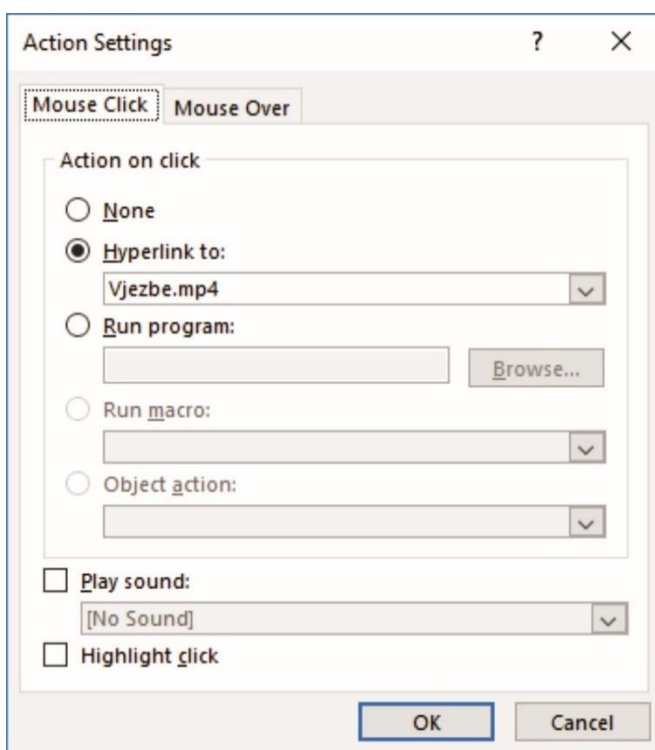 Action Settings ?
Mouse Click Mouse Over
Action on click
None
Hyperlink to:
Vjezbe.mp4
Run program:
Browse...
Run macro:
Object action:
Play sound:
[No Sound]
Highlight click
OK Cancel